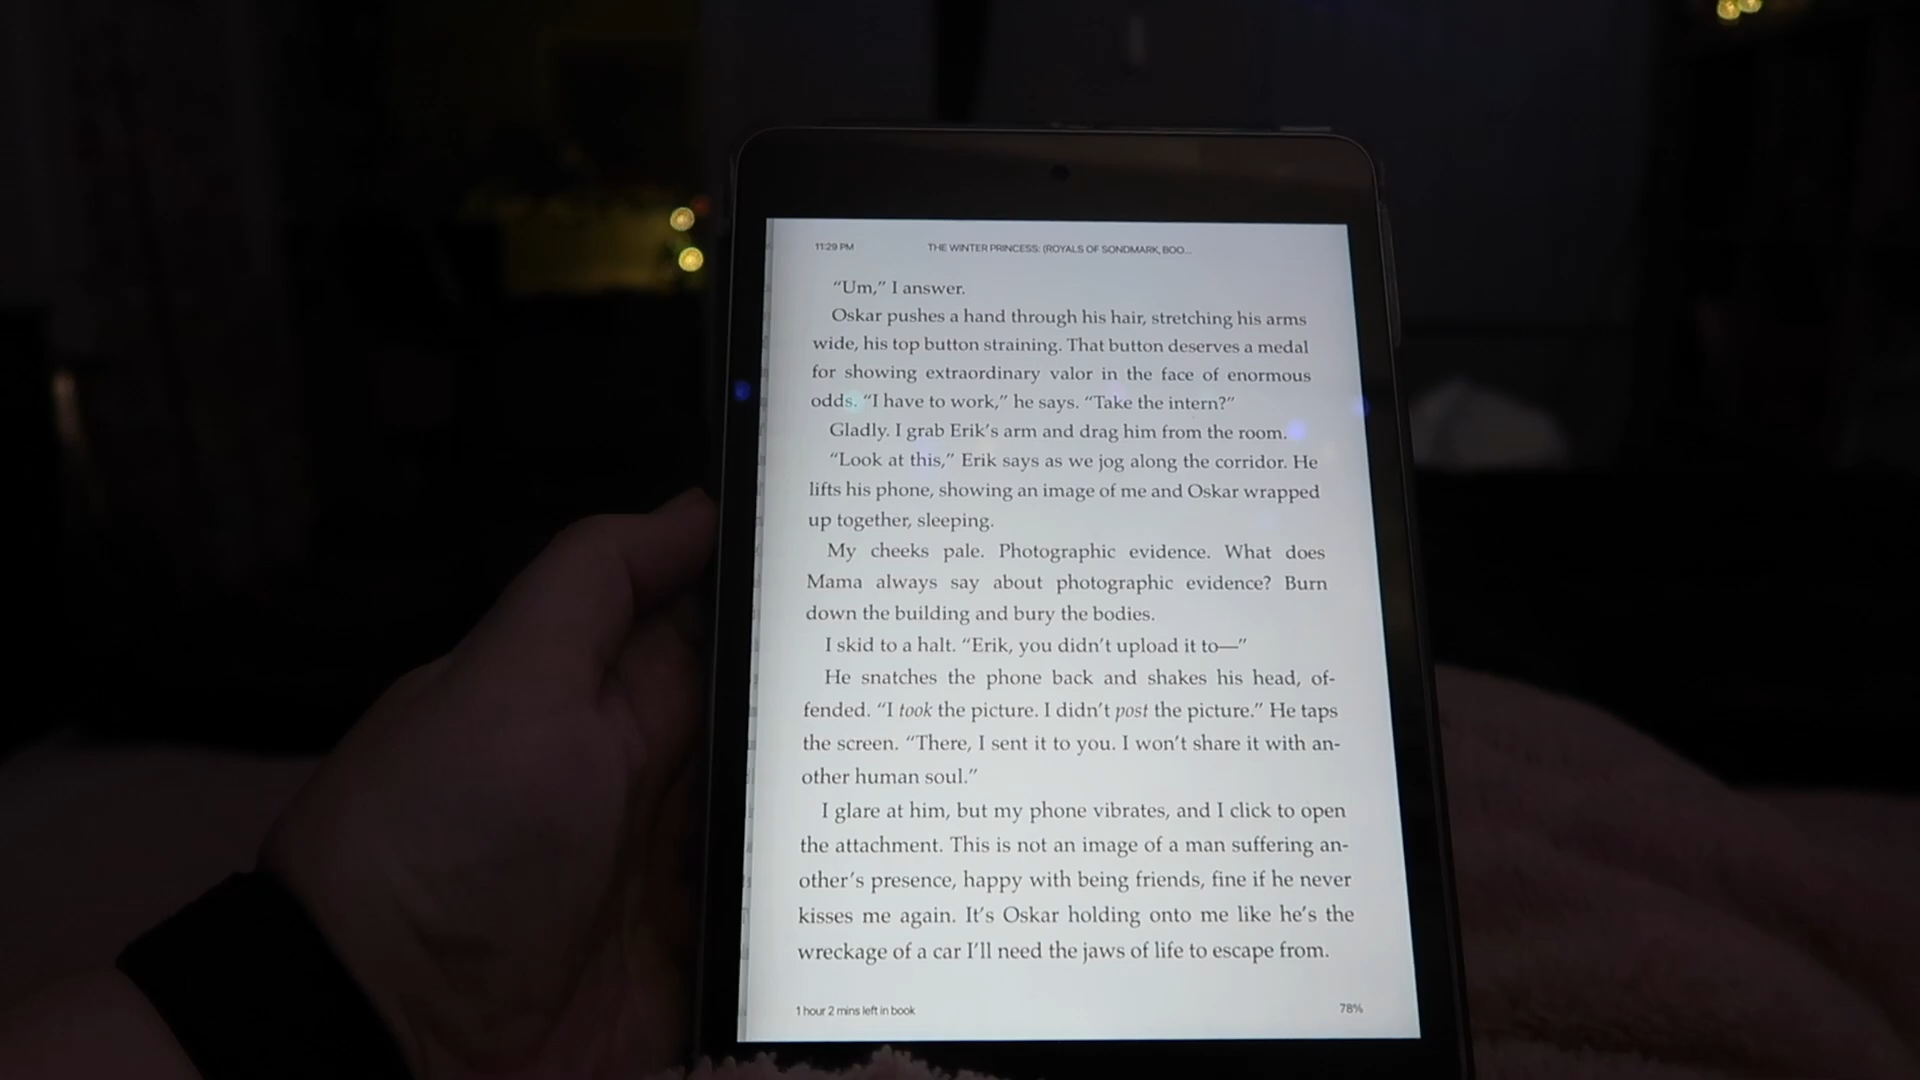 11:29 PM
THE WINTER PRINCESS: (ROYALS OF SONDMARK, BOO...
“Um,” I answer.
Oskar pushes a hand through his hair, stretching his arms
wide, his top button straining. That button deserves a medal
for showing extraordinary valor in the face of enormous
odds. “I have to work,” he says. “Take the intern?”
Gladly. I grab Erik’s arm and drag him from the room.
“Look at this,” Erik says as we jog along the corridor. He
lifts his phone, showing an image of me and Oskar wrapped
up together, sleeping.
My cheeks pale. Photographic evidence. What does
Mama always say about photographic evidence? Burn
down the building and bury the bodies.
I skid to a halt. “Erik, you didn’t upload it to—”
He snatches the phone back and shakes his head, of-
fended. “I took the picture. I didn’t post the picture.” He taps
the screen. “There, I sent it to you. I won’t share it with an-
other human soul.”
I glare at him, but my phone vibrates, and I click to open
the attachment. This is not an image of a man suffering an-
other’s presence, happy with being friends, fine if he never
kisses me again. It’s Oskar holding onto me like he’s the
wreckage of a car I’ll need the jaws of life to escape from.
1 hour 2 mins left in book
78%